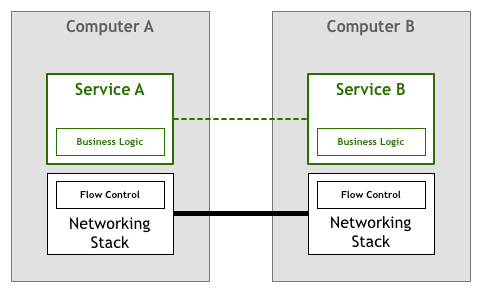 Computer A
Service A
Business Logic
Flow Control
Networking
Stack
Computer B
Service B
Business Logic
Flow Control
Networking
Stack